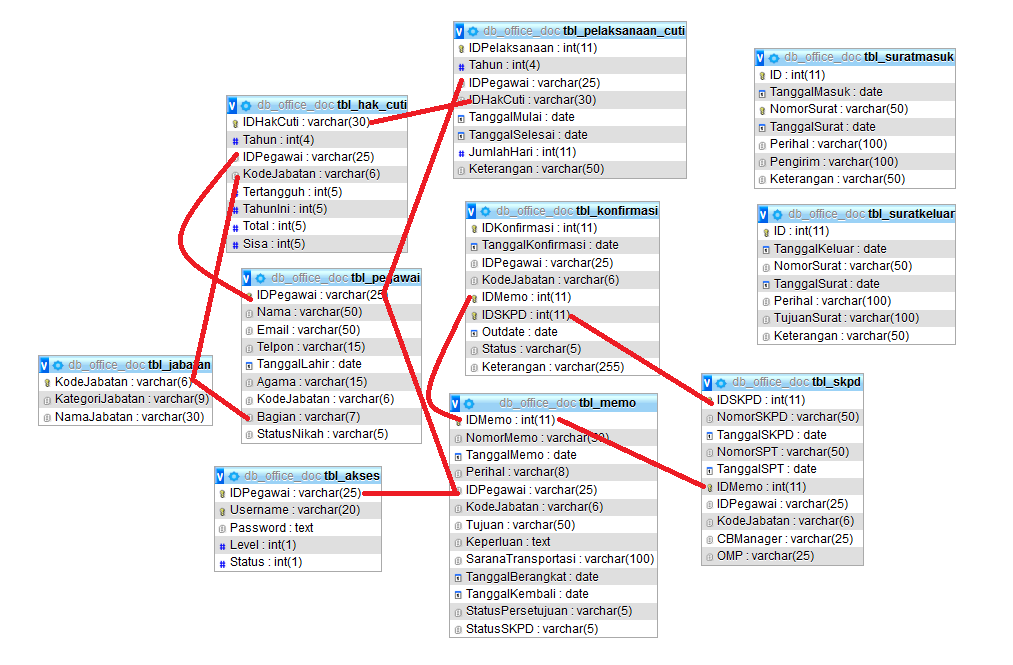 db_office_doc tbl_pelaksanaan_cuti
IDPelaksanaan : int(11)
Tahun : int(4)
IDPegawai : varchar(25)
IDHakCuti : varchar(30)
TanggalMulai : date
TanggalSelesai : date
JumlahHari : int(11)
Keterangan : varchar(50)
db_office_doc tbl_suratmasuk
ID : int(11)
TanggalMasuk : date
NomorSurat : varchar(50)
TanggalSurat : date
Perihal : varchar(100)
Pengirim : varchar(100)
Keterangan : varchar(50)
db_office_doc tbl_hak_cuti
IDHakCuti : varchar(30)
Tahun : int(4)
IDPegawai : varchar(25)
KodeJabatan : varchar(6)
Tertangguh : int(5)
TahunIni : int(5)
Total : int(5)
Sisa : int(5)
db_office_doc tbl_konfirmasi
IDKonfirmasi : int(11)
TanggalKonfirmasi : date
IDPegawai : varchar(25)
KodeJabatan : varchar(6)
IDMemo : int(11)
IDSKPD : int(11)
Outdate : date
Status : varchar(5)
Keterangan : varchar(255)
db_office_doc tbl_suratkeluar
ID : int(11)
TanggalKeluar : date
NomorSurat : varchar(50)
TanggalSurat : date
Perihal : varchar(100)
TujuanSurat : varchar(100)
Keterangan : varchar(50)
db_office_doc tbl_pegawai
IDPegawai : varchar(25
Nama : varchar(50)
Email : varchar(50)
Telpon : varchar(15)
TanggalLahir : date
Agama : varchar(15)
KodeJabatan : varchar(6)
Bagian : varchar(7)
StatusNikah : varchar(5)
db_office_doc tbl_jabatan
KodeJabatan : varchar(6)
KategoriJabatan : varchar(9)
NamaJabatan : varchar(30)
db_office_doc tbl_memo
IDMemo : int(11)
NomorMemo : varchar(30)
TanggalMemo : date
Perihal : varchar(8)
IDPegawai : varchar(25)
KodeJabatan : varchar(6)
Tujuan : varchar(50)
Keperluan : text
SaranaTransportasi : varchar(100)
TanggalBerangkat : date
TanggalKembali : date
StatusPersetujuan : varchar(5)
StatusSKPD : varchar(5)
db_office_doc tbl_skpd
IDSKPD : int(11)
NomorSKPD : varchar(50)
TanggalSKPD : date
NomorSPT : varchar(50)
TanggalSPT : date
IDMemo : int(11)
IDPegawai : varchar(25)
KodeJabatan : varchar(6)
CBManager : varchar(25)
OMP : varchar(25)
db_office_doc tbl_akses
IDPegawai : varchar(25)
Username : varchar(20)
Password : text
Level : int(1)
Status : int(1)